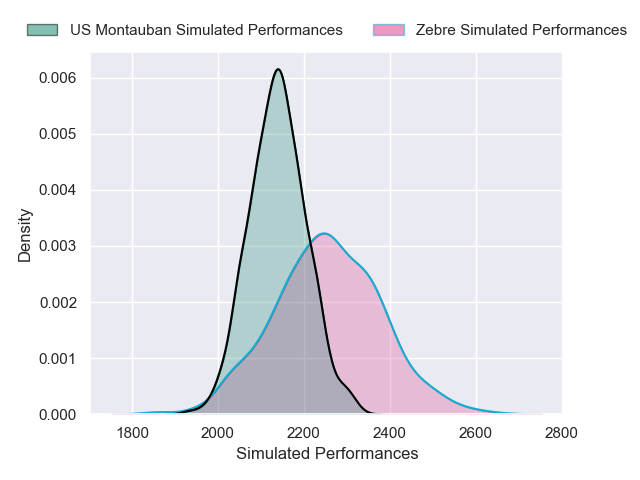 US Montauban Simulated Performances Zebre Simulated Performances
0.006
0.005
0.004
0.003
0.002
0.001
0.000
Density
1800 2000 2200 2400 2600 2800
Simulated Performances